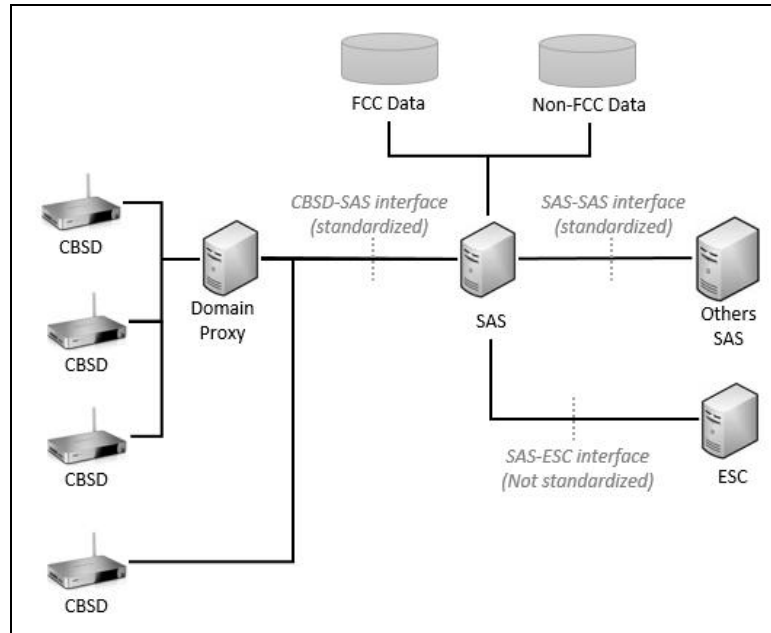 FCC Data
Non-FCC Data
CBSD-SAS interface
(standardized)
SAS-SAS interface
(standardized)
CBSD
Domain
Proxy
SAS
Others
SAS
CBSD
CBSD
SAS-ESC interface
(Not standardized)
ESC
CBSD